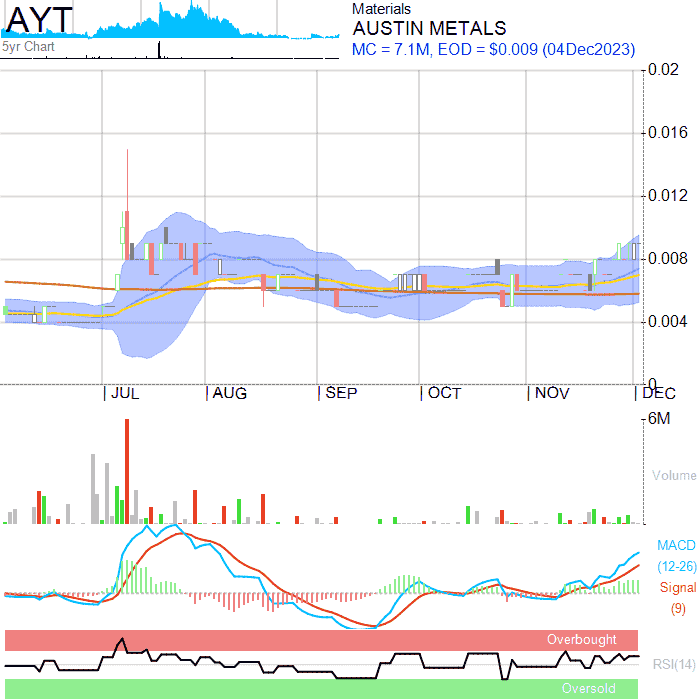 AYT
5yr Chart
Materials
AUSTIN METALS
MC = 7.1M, EOD = $0.009 (04Dec2023)
0.02
0.016
0.012
0.008
0.004
0
JUL AUG SEP OCT NOV DEC
6M
Volume
MACD
(12-26)
Signal
(9)
Overbought
RSI(14)
Oversold